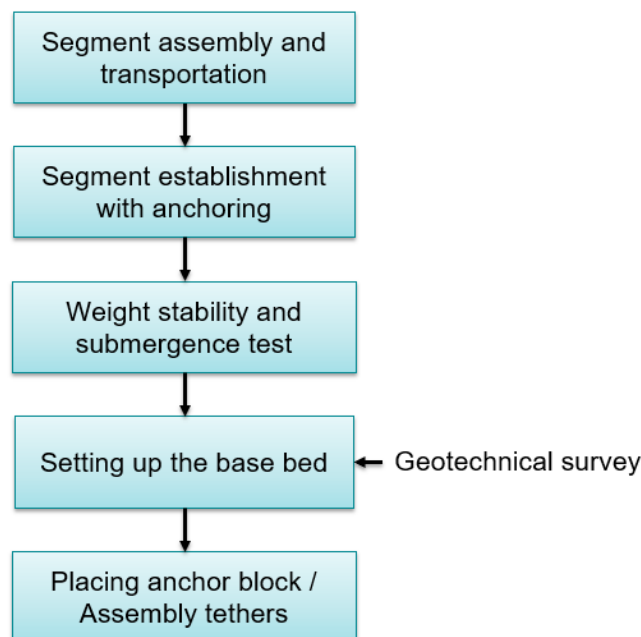 Segment assembly and
transportation
Segment establishment
with anchoring
Weight stability and
submergence test
Setting up the base bed
Geotechnical survey
Placing anchor block /
Assembly tethers